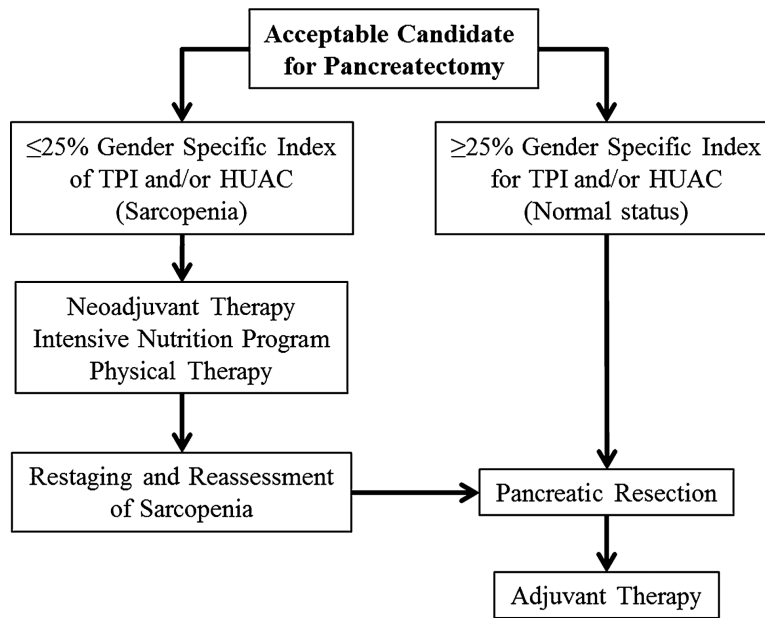 Acceptable Candidate
for Pancreatectomy
≤25% Gender Specific Index
of TPI and/or HUAC
(Sarcopenia)
≥25% Gender Specific Index
for TPI and/or HUAC
(Normal status)
Neoadjuvant Therapy
Intensive Nutrition Program
Physical Therapy
Restaging and Reassessment
of Sarcopenia
Pancreatic Resection
Adjuvant Therapy